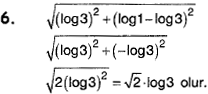 6. √((log3)² + (log1−log3)²)
√((log3)² + (−log3)²)
√(2(log3)²) = √2·log3 olur.